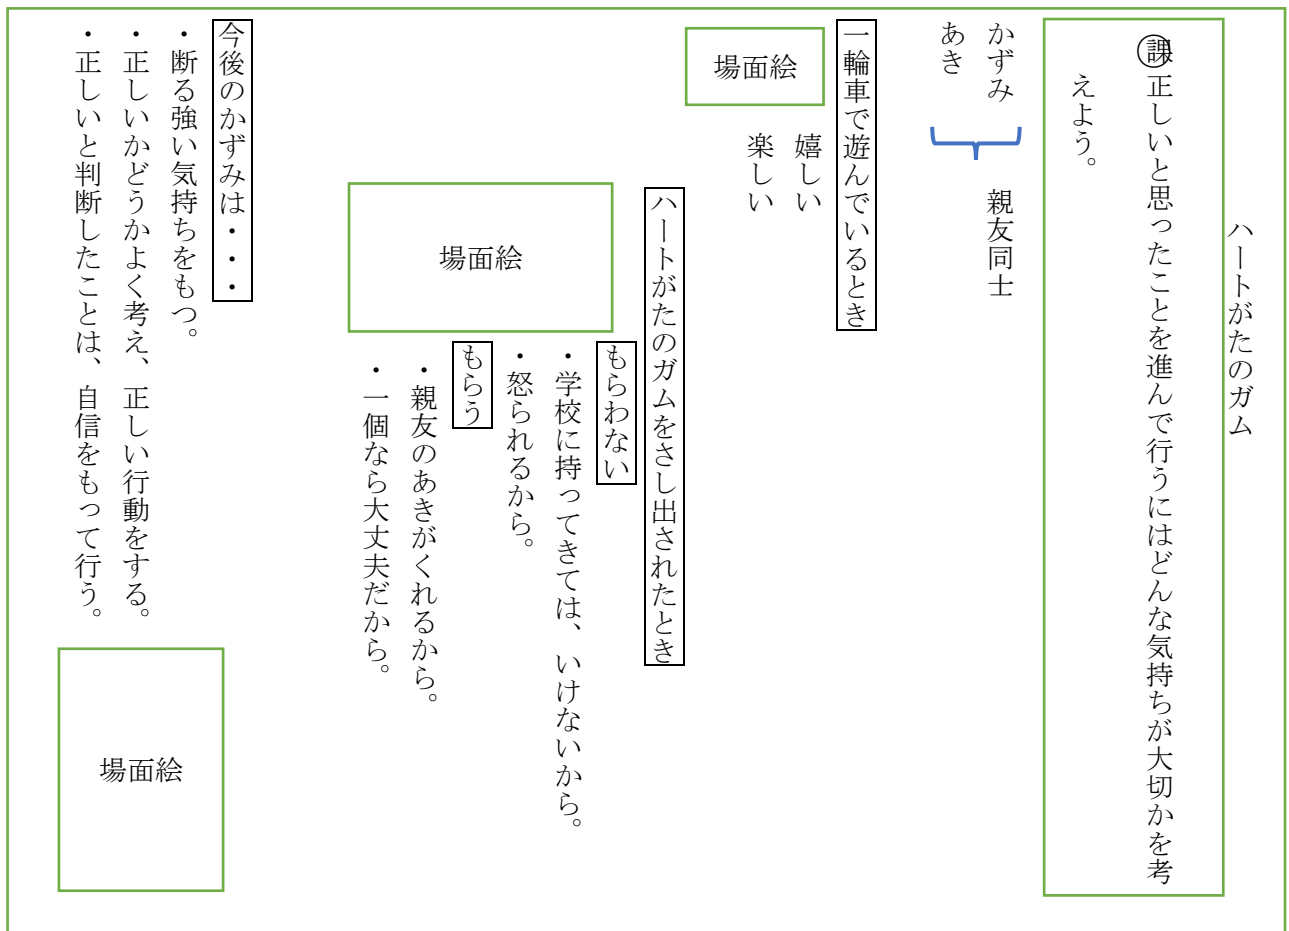 ハートがたのガム
課正しいと思ったことを進んで行うにはどんな気持ちが大切かを考
えよう。
かずみ
あき
親友同士
一輪車で遊んでいるとき
場面絵
嬉しい
楽しい
ハートがたのガムをさし出されたとき
場面絵
もらわない
・学校に持ってきては、いけないから。
・怒られるから。
もらう
・親友のあきがくれるから。
・一個なら大丈夫だから。
今後のかずみは・・・
・断る強い気持ちをもつ。
・正しいかどうかよく考え、正しい行動をする。
・正しいと判断したことは、自信をもって行う。
場面絵